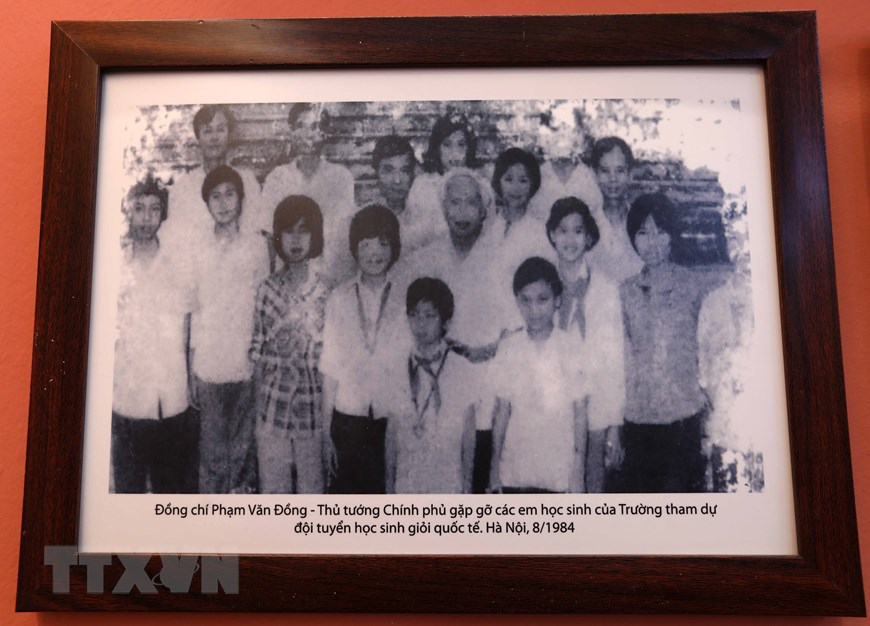 Đồng chí Phạm Văn Đồng - Thủ tướng Chính phủ gặp gỡ các em học sinh của Trường tham dự
đội tuyển học sinh giỏi quốc tế. Hà Nội, 8/1984
TTXVN